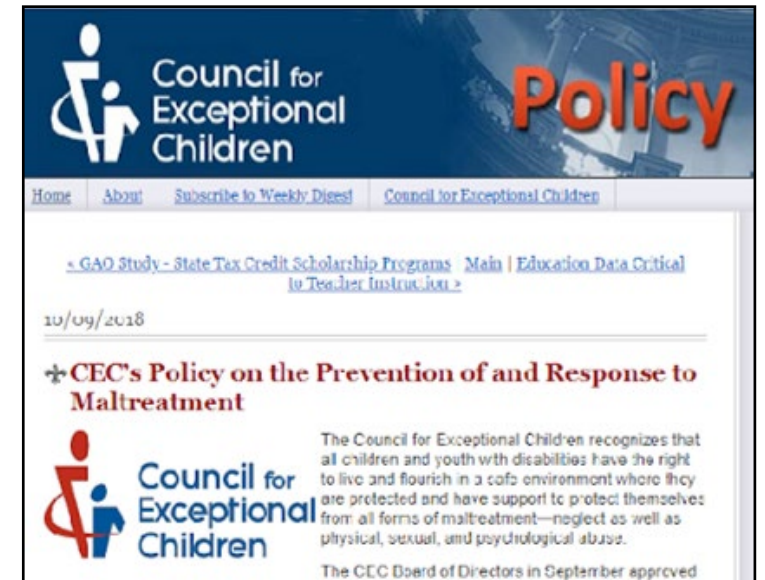 Council for
Exceptional
Children
Policy
Home About Subscribe to Weekly Digest Council for Exceptional Children
« GAO Study - State Tax Credit Scholarship Programs | Main | Education Data Critical
to Teacher Instruction »
10/09/2018
CEC's Policy on the Prevention of and Response to
Maltreatment
Council for
Exceptional
Children
The Council for Exceptional Children recognizes that
all children and youth with disabilities have the right
to live and flourish in a safe environment where they
are protected and have support to protect themselves
from all forms of maltreatment—neglect as well as
physical, sexual, and psychological abuse.
The CEC Board of Directors in September approved